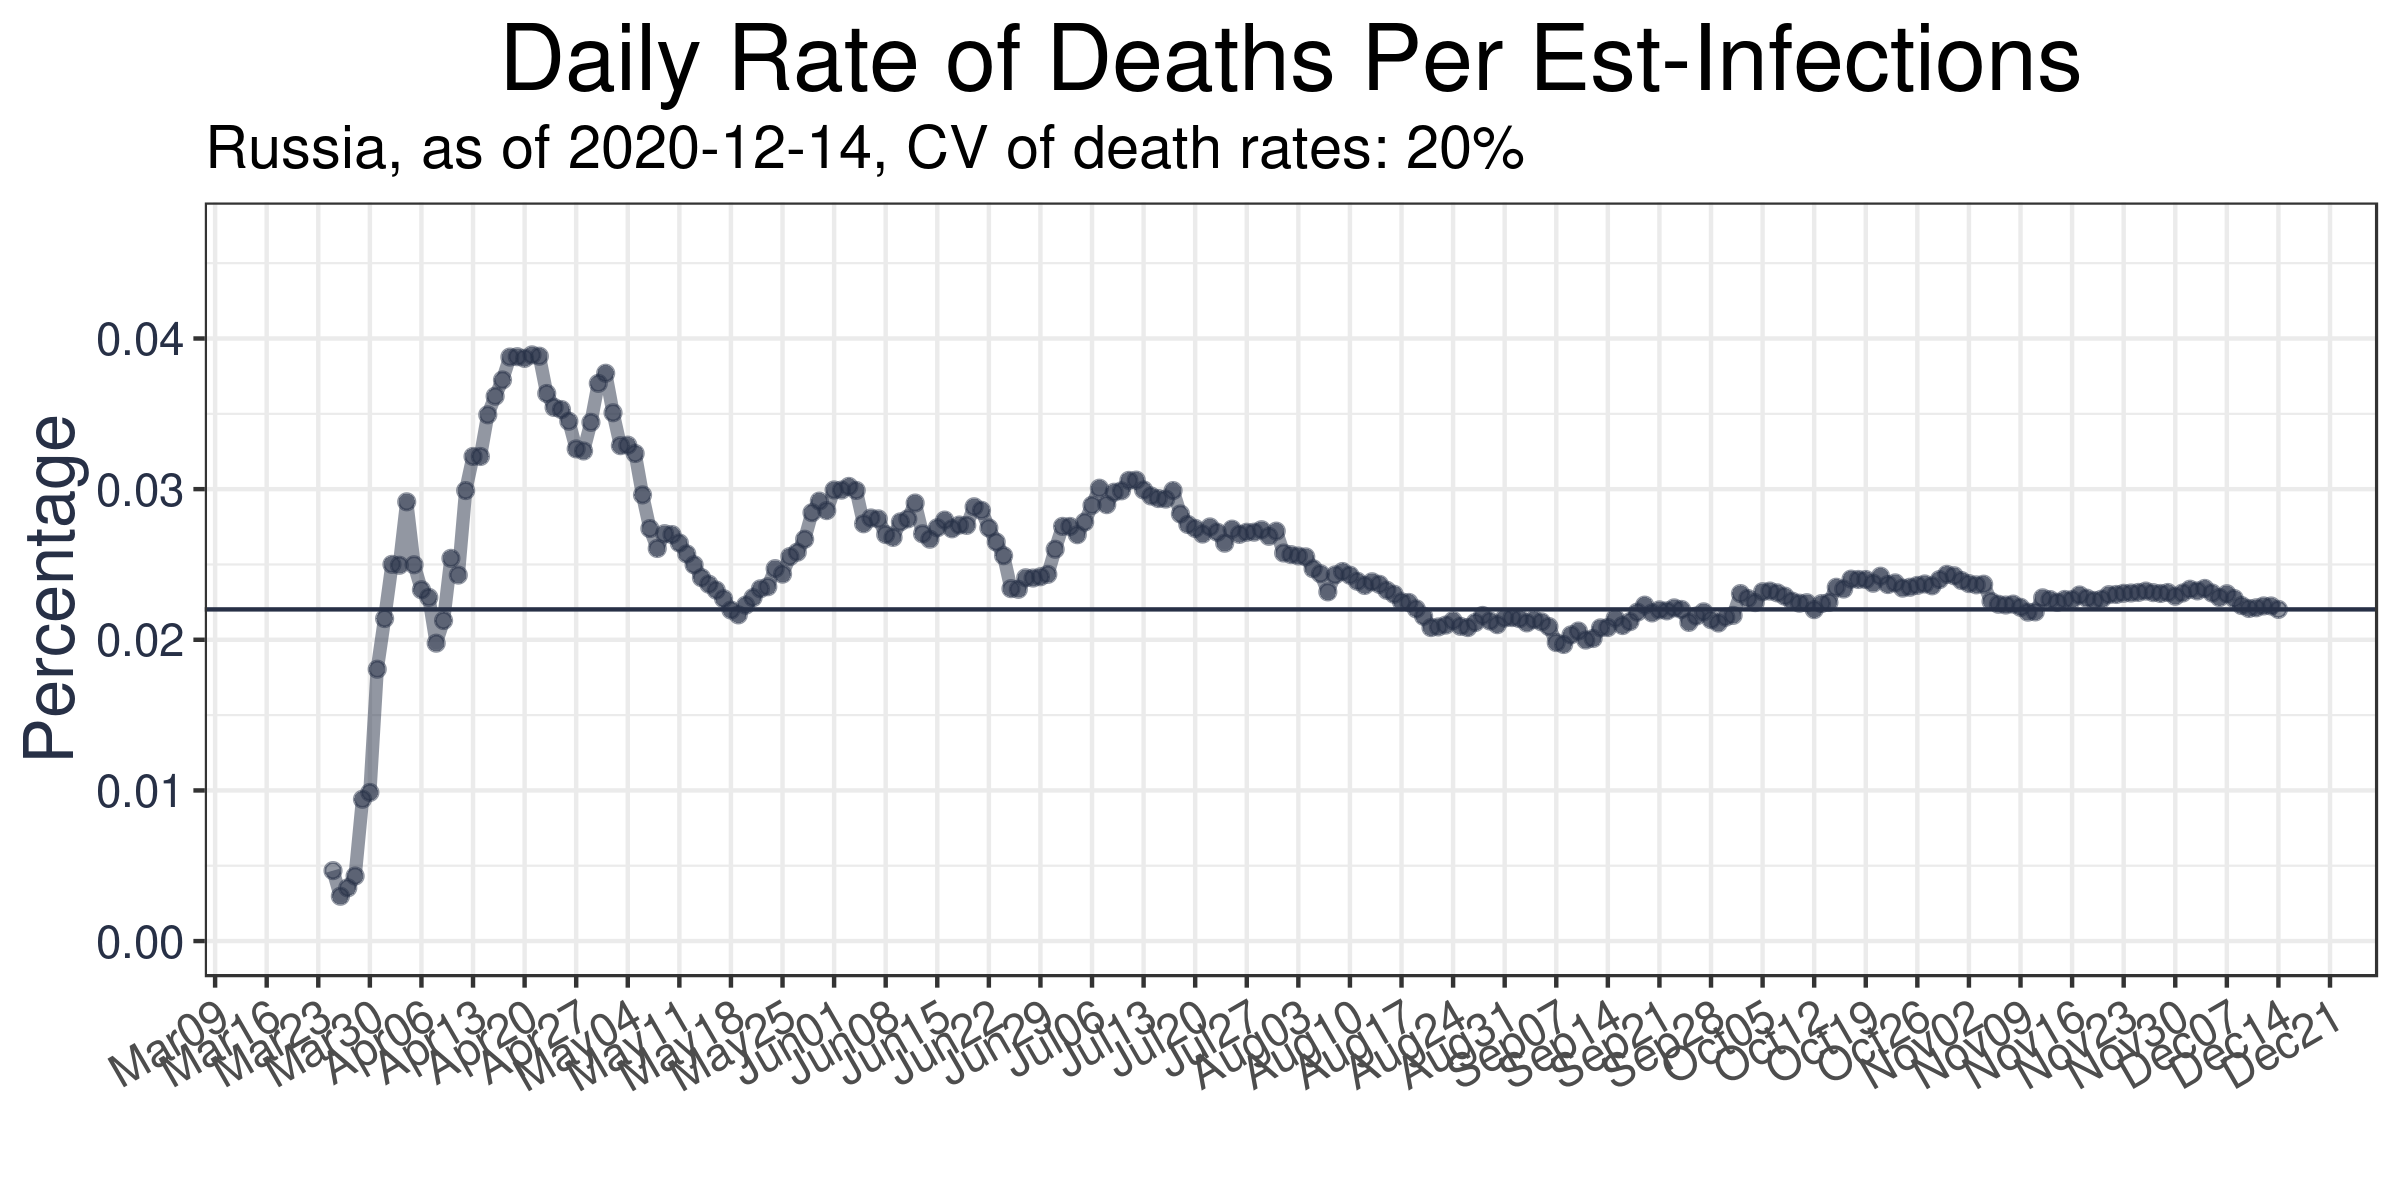 Daily Rate of Deaths Per Est-Infections
Russia, as of 2020-12-14, CV of death rates: 20%
Percentage
0.04
0.03
0.02
0.01
0.00
Mar09
Mar16
Mar23
Mar30
Apr06
Apr13
Apr20
Apr27
May04
May11
May18
May25
Jun01
Jun08
Jun15
Jun22
Jun29
Jul06
Jul13
Jul20
Jul27
Aug03
Aug10
Aug17
Aug24
Aug31
Sep07
Sep14
Sep21
Sep28
Oct05
Oct12
Oct19
Oct26
Nov02
Nov09
Nov16
Nov23
Nov30
Dec07
Dec14
Dec21